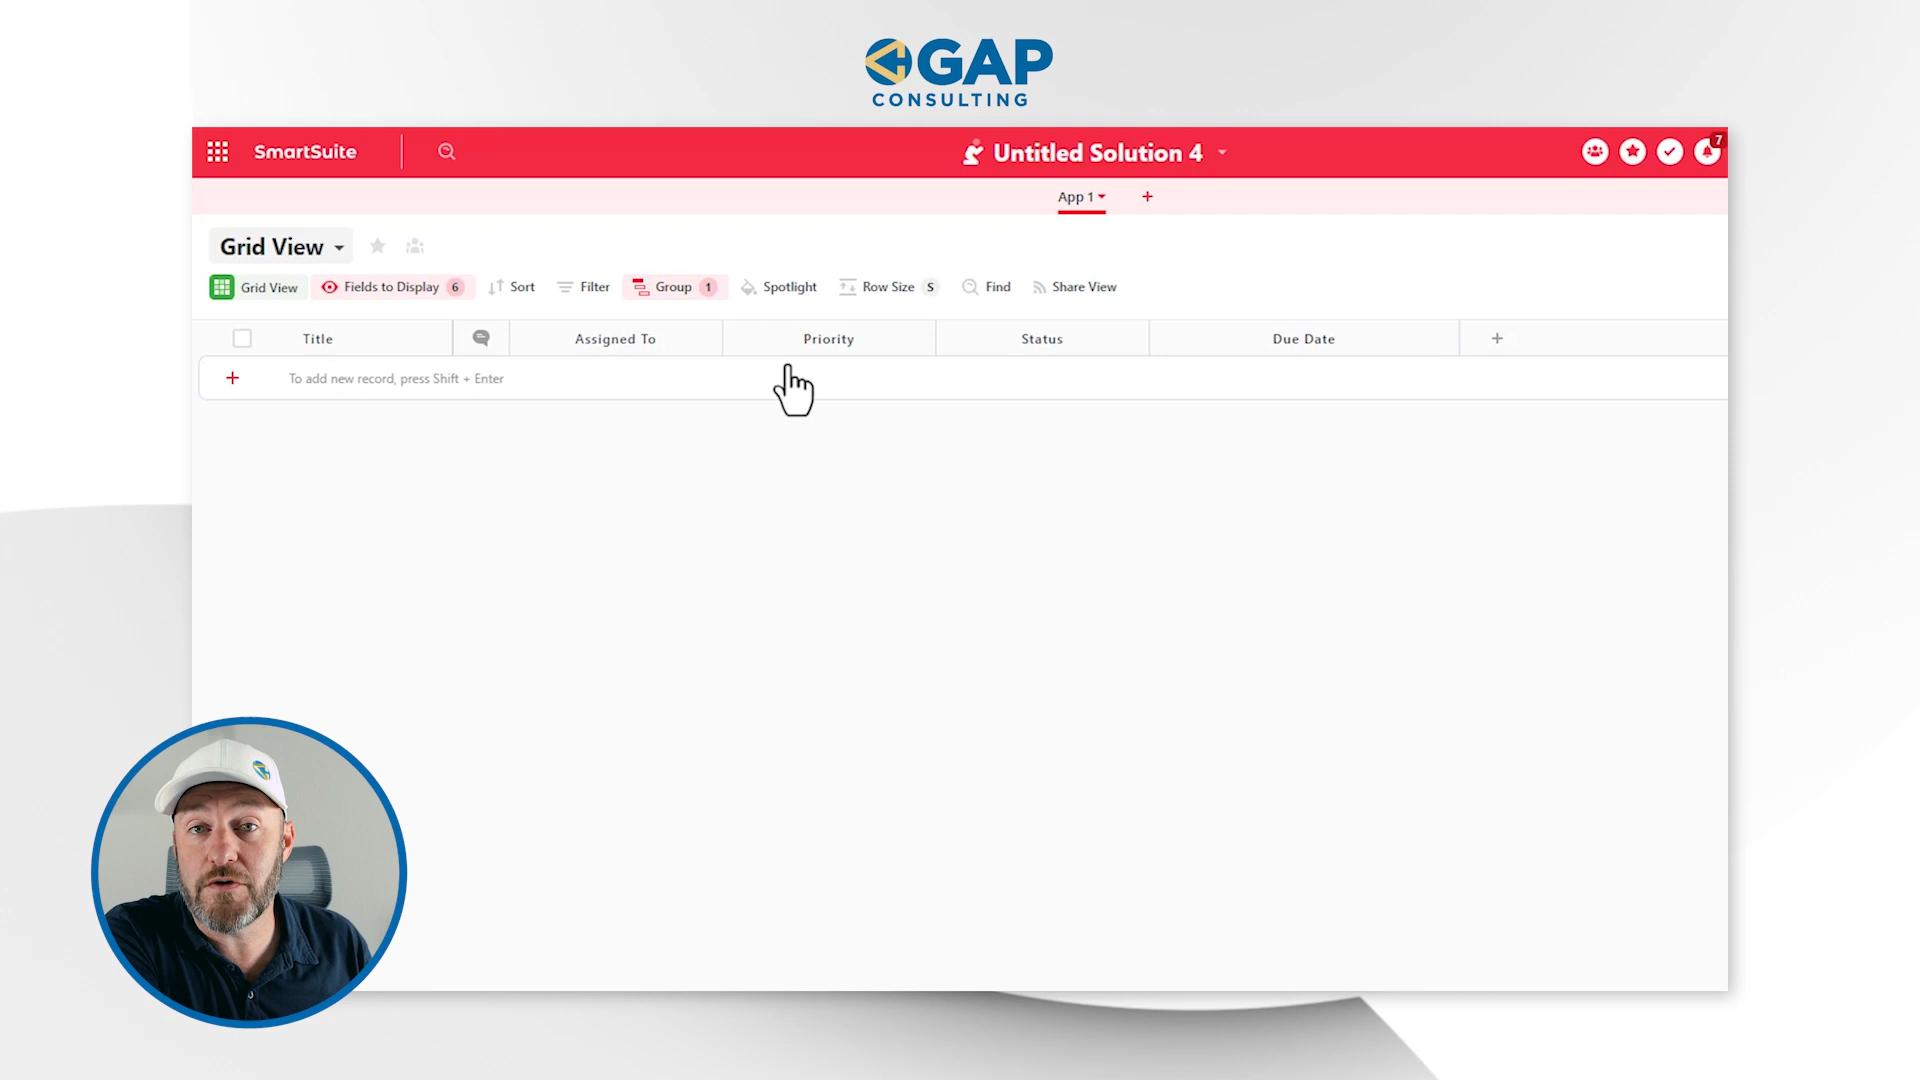 GAP
CONSULTING
SmartSuite
Untitled Solution 4
7
App 1
+
Grid View
Grid View
Fields to Display 6
Sort
Filter
Group 1
Spotlight
Row Size S
Find
Share View
Title
Assigned To
Priority
Status
Due Date
+
+ To add new record, press Shift + Enter